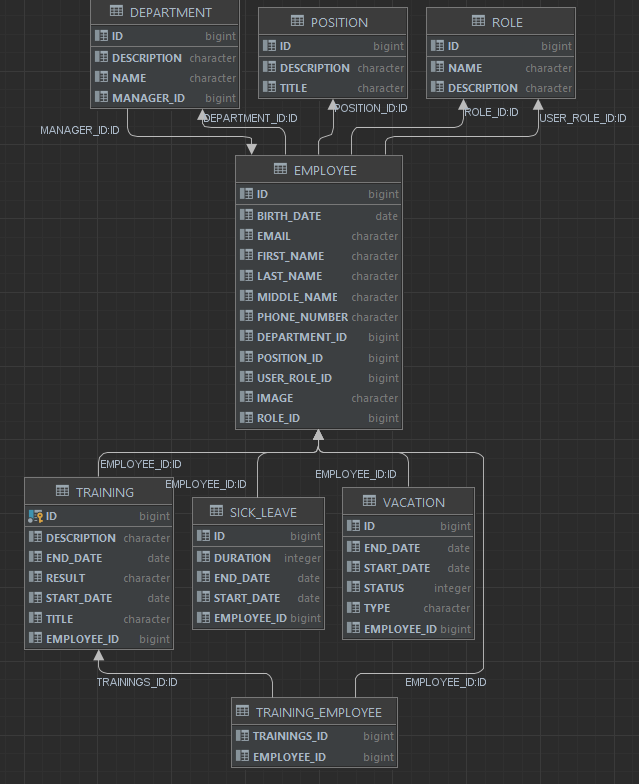 DEPARTMENT
ID bigint
DESCRIPTION character
NAME character
MANAGER_ID bigint
POSITION
ID bigint
DESCRIPTION character
TITLE character
ROLE
ID bigint
NAME character
DESCRIPTION character
MANAGER_ID:ID
DEPARTMENT_ID:ID
POSITION_ID:ID
ROLE_ID:ID
USER_ROLE_ID:ID
EMPLOYEE
ID bigint
BIRTH_DATE date
EMAIL character
FIRST_NAME character
LAST_NAME character
MIDDLE_NAME character
PHONE_NUMBER character
DEPARTMENT_ID bigint
POSITION_ID bigint
USER_ROLE_ID bigint
IMAGE character
ROLE_ID bigint
EMPLOYEE_ID:ID
EMPLOYEE_ID:ID
EMPLOYEE_ID:ID
TRAINING
ID bigint
DESCRIPTION character
END_DATE date
RESULT character
START_DATE date
TITLE character
EMPLOYEE_ID bigint
SICK_LEAVE
ID bigint
DURATION integer
END_DATE date
START_DATE date
EMPLOYEE_ID bigint
VACATION
ID bigint
END_DATE date
START_DATE date
STATUS integer
TYPE character
EMPLOYEE_ID bigint
TRAININGS_ID:ID
EMPLOYEE_ID:ID
TRAINING_EMPLOYEE
TRAININGS_ID bigint
EMPLOYEE_ID bigint